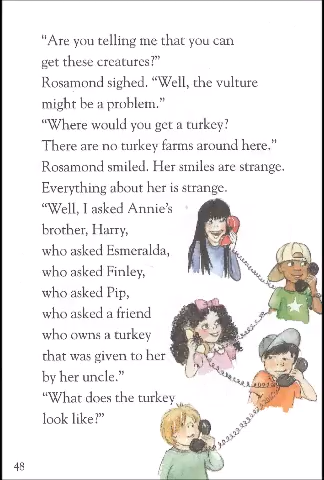 “Are you telling me that you can
get these creatures?”
Rosamond sighed. “Well, the vulture
might be a problem.”
“Where would you get a turkey?
There are no turkey farms around here.”
Rosamond smiled. Her smiles are strange.
Everything about her is strange.
“Well, I asked Annie’s
brother, Harry,
who asked Esmeralda,
who asked Finley,
who asked Pip,
who asked a friend
who owns a turkey
that was given to her
by her uncle.”
“What does the turkey
look like?”
48